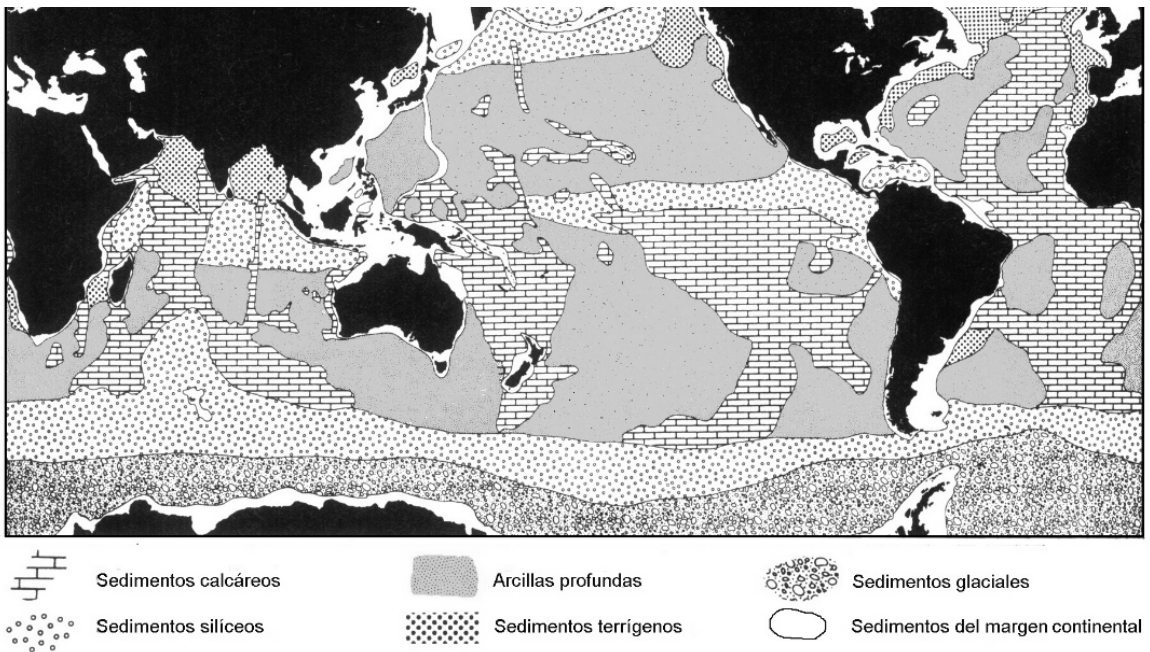 Sedimentos calcáreos
Arcillas profundas
Sedimentos glaciales
Sedimentos silíceos
Sedimentos terrígenos
Sedimentos del margen continental